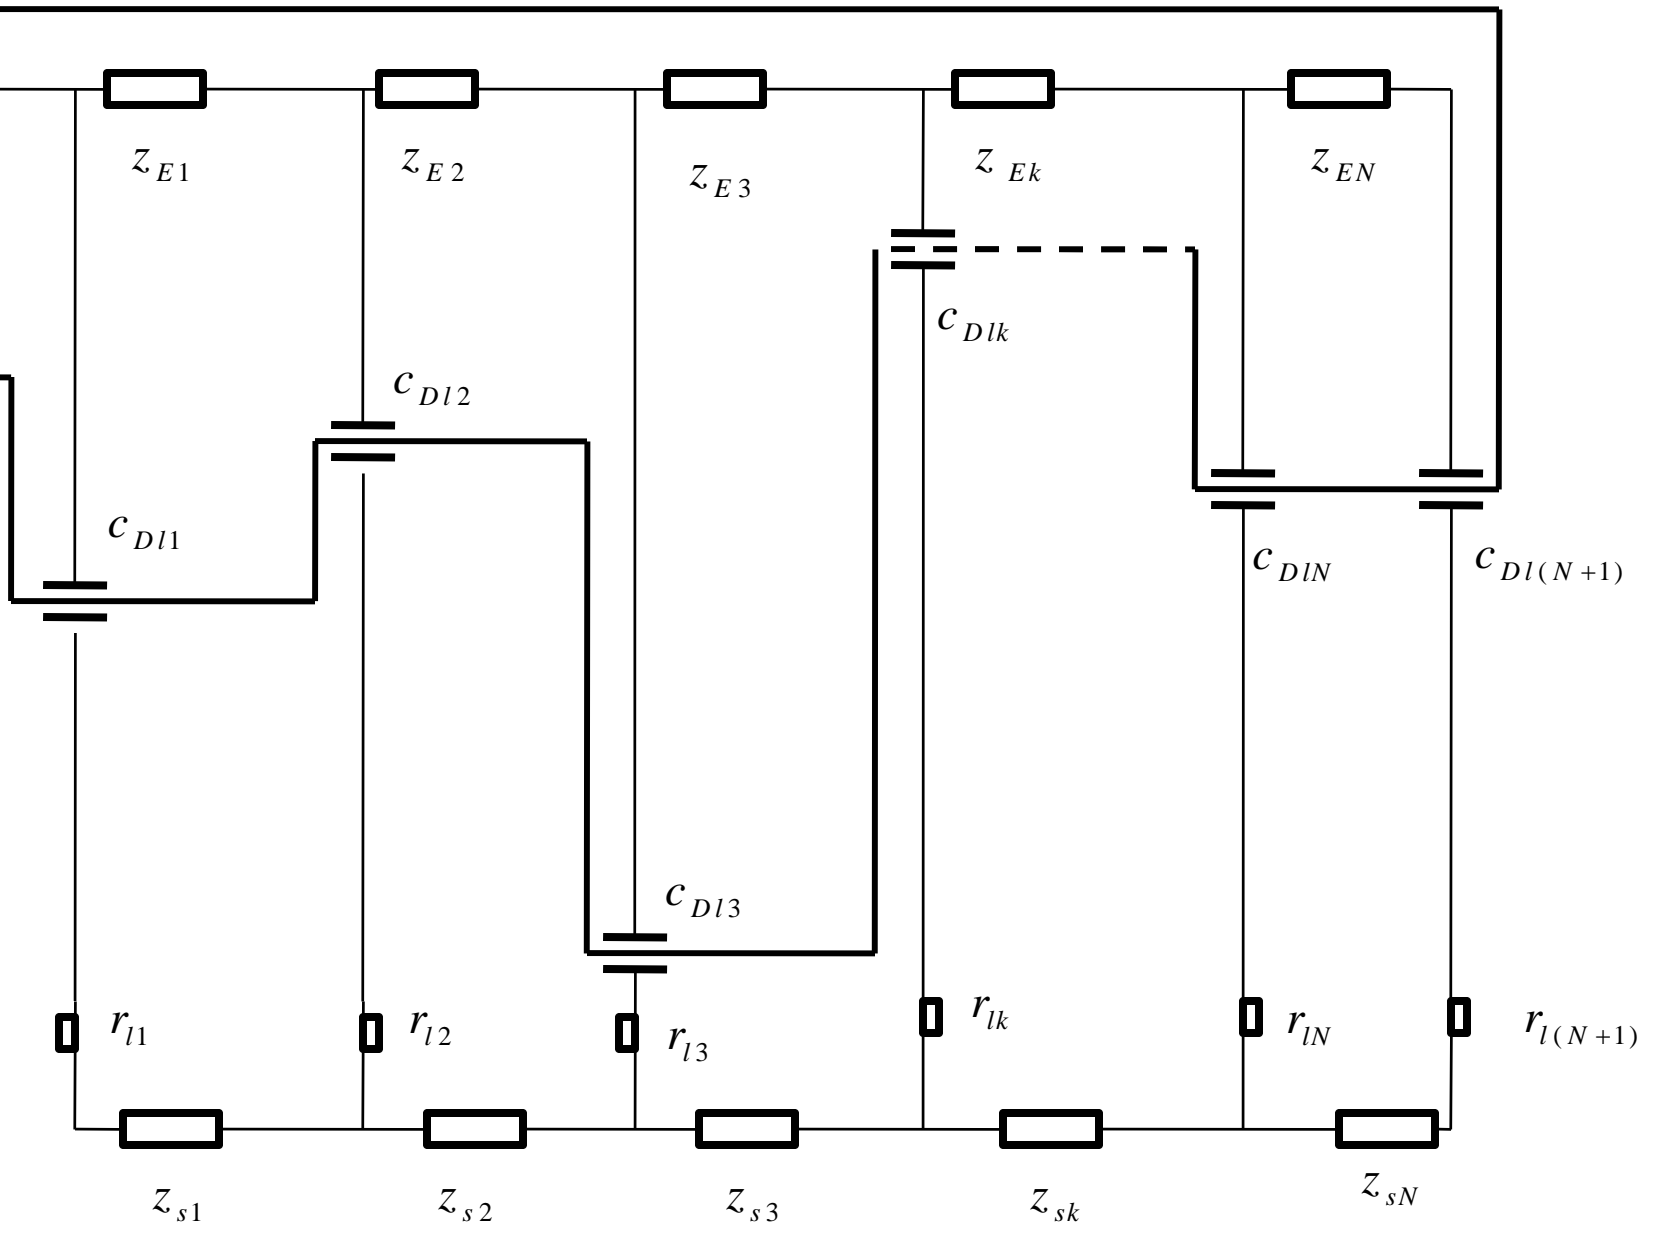 z_{E1} z_{E2} z_{E3} z_{Ek} z_{EN}
c_{Dlk}
c_{Dl2}
c_{Dl1} c_{DlN} c_{Dl(N+1)}
c_{Dl3}
r_{l1} r_{l2} r_{l3} r_{lk} r_{lN} r_{l(N+1)}
z_{s1} z_{s2} z_{s3} z_{sk} z_{sN}